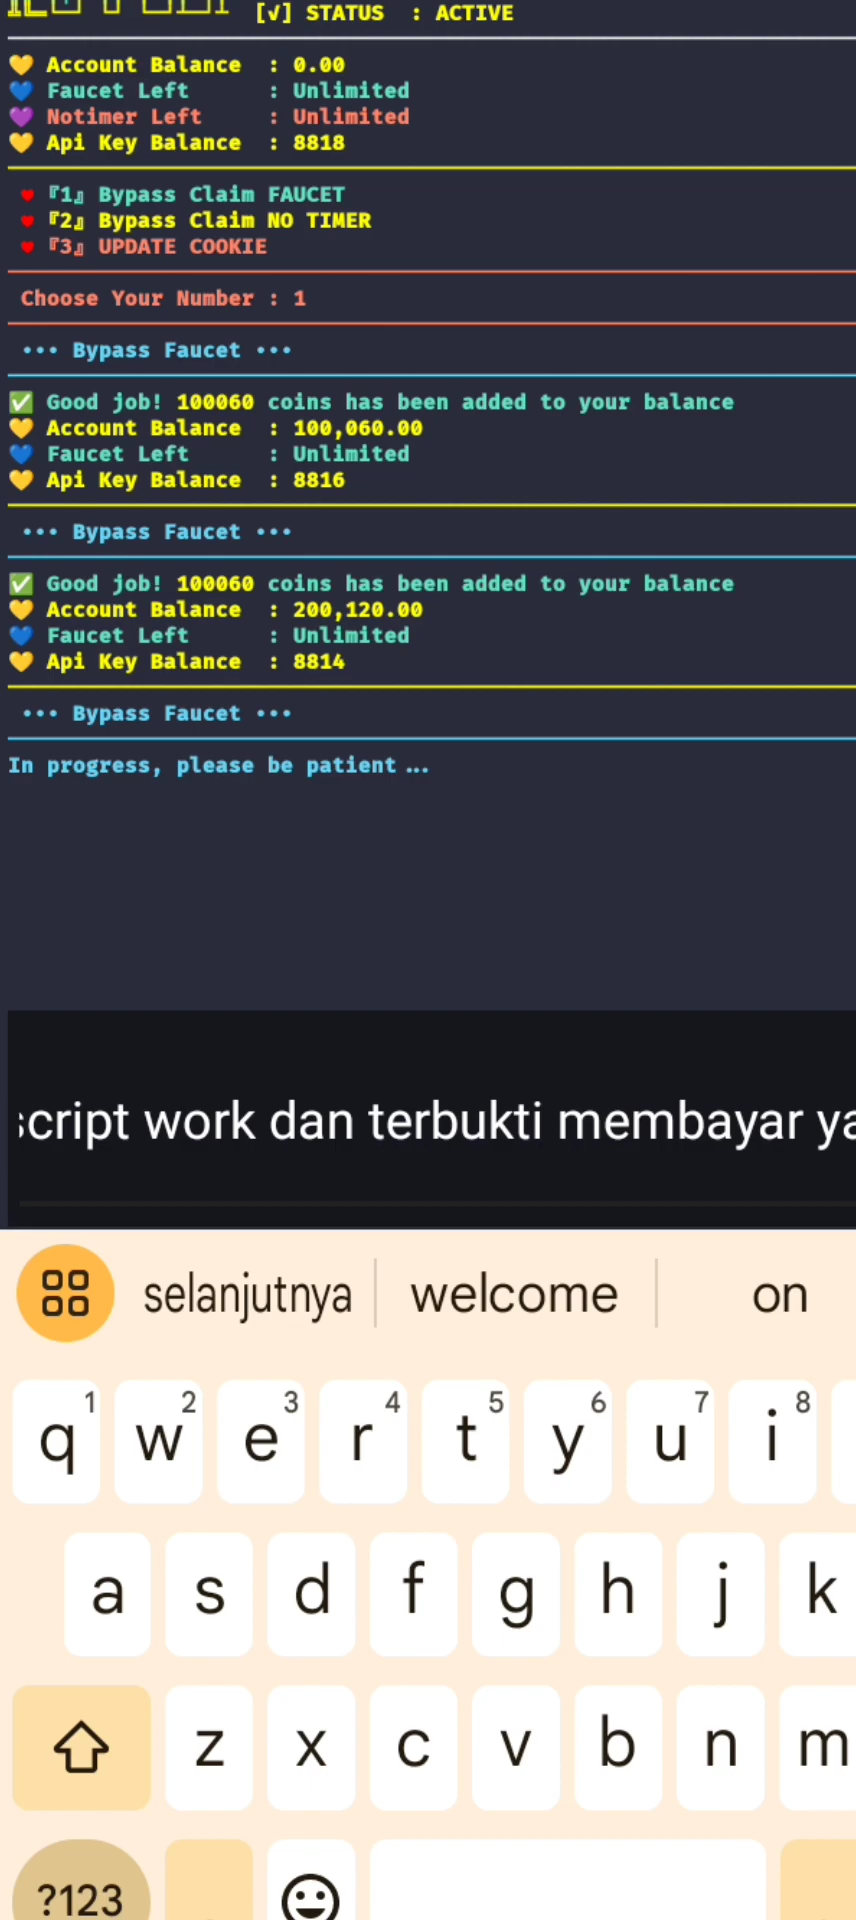 [√] STATUS : ACTIVE
💛 Account Balance : 0.00
💙 Faucet Left : Unlimited
💜 Notimer Left : Unlimited
💛 Api Key Balance : 8818
♥ 『1』 Bypass Claim FAUCET
♥ 『2』 Bypass Claim NO TIMER
♥ 『3』 UPDATE COOKIE
Choose Your Number : 1
••• Bypass Faucet •••
✅ Good job! 100060 coins has been added to your balance
💛 Account Balance : 100,060.00
💙 Faucet Left : Unlimited
💛 Api Key Balance : 8816
••• Bypass Faucet •••
✅ Good job! 100060 coins has been added to your balance
💛 Account Balance : 200,120.00
💙 Faucet Left : Unlimited
💛 Api Key Balance : 8814
••• Bypass Faucet •••
In progress, please be patient ...
script work dan terbukti membayar ya
selanjutnya welcome on
q 1 w 2 e 3 r 4 t 5 y 6 u 7 i 8
a s d f g h j k
z x c v b n m
?123